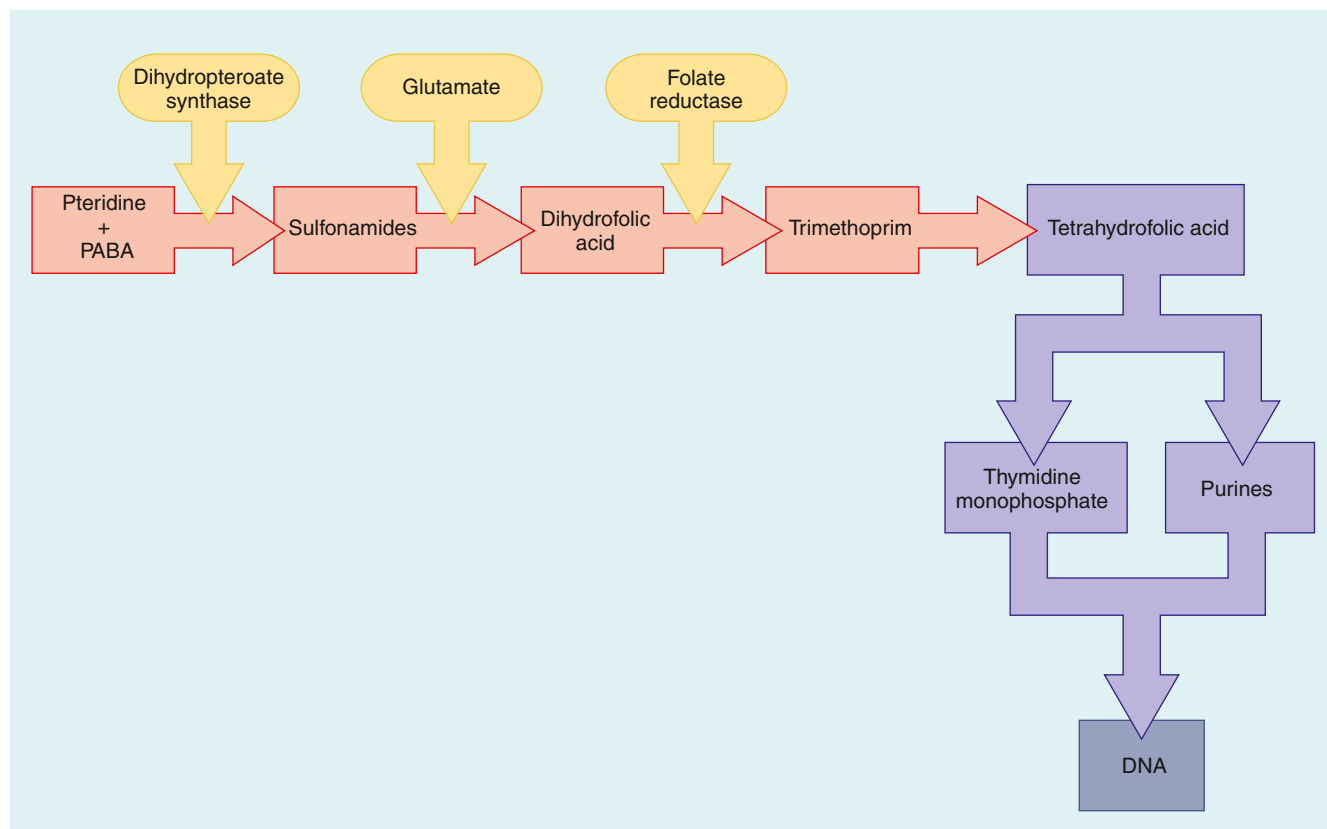 Dihydropteroate
synthase
Glutamate
Folate
reductase
Pteridine
+
PABA
Sulfonamides
Dihydrofolic
acid
Trimethoprim
Tetrahydrofolic acid
Thymidine
monophosphate
Purines
DNA